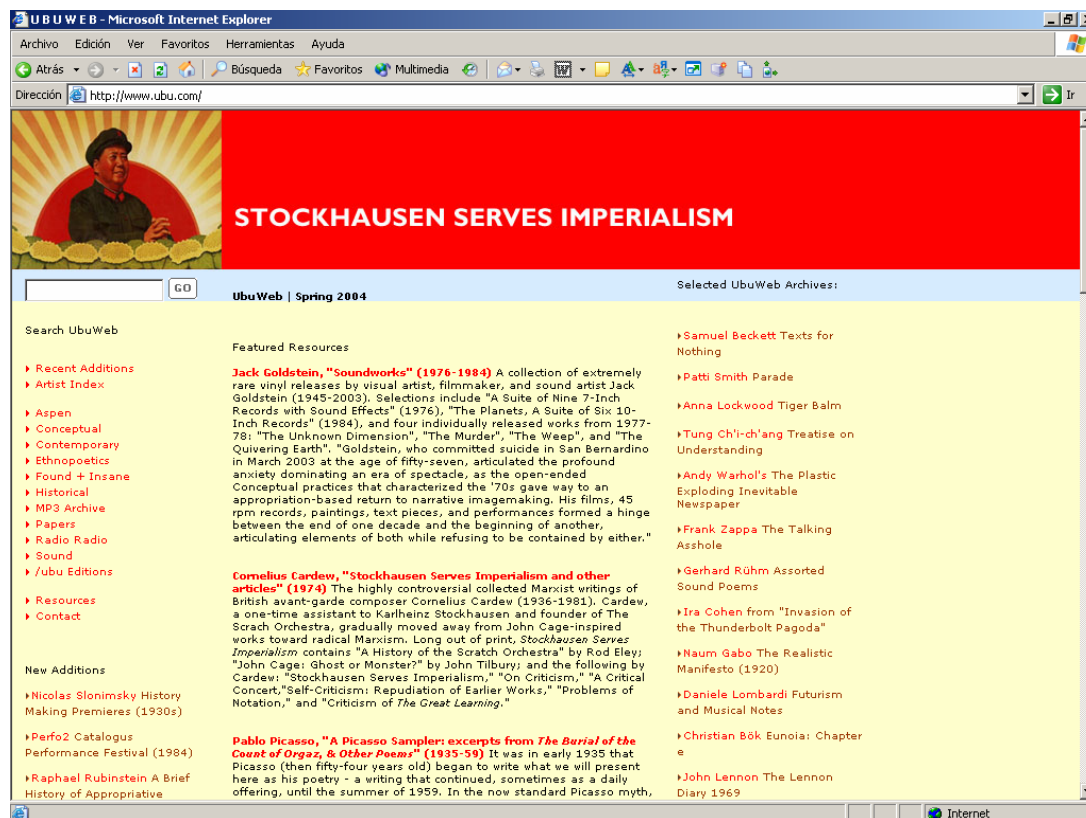 U B U W E B - Microsoft Internet Explorer
Archivo Edición Ver Favoritos Herramientas Ayuda
Atrás Búsqueda Favoritos Multimedia
Dirección http://www.ubu.com/ Ir
STOCKHAUSEN SERVES IMPERIALISM
GO
UbuWeb | Spring 2004
Selected UbuWeb Archives:
Search UbuWeb
Recent Additions
Artist Index
Aspen
Conceptual
Contemporary
Ethnopoetics
Found + Insane
Historical
MP3 Archive
Papers
Radio Radio
Sound
/ubu Editions
Resources
Contact
New Additions
Nicolas Slonimsky History
Making Premieres (1930s)
Perfo2 Catalogus
Performance Festival (1984)
Raphael Rubinstein A Brief
History of Appropriative
Featured Resources
Jack Goldstein, "Soundworks" (1976-1984) A collection of extremely
rare vinyl releases by visual artist, filmmaker, and sound artist Jack
Goldstein (1945-2003). Selections include "A Suite of Nine 7-Inch
Records with Sound Effects" (1976), "The Planets, A Suite of Six 10-
Inch Records" (1984), and four individually released works from 1977-
78: "The Unknown Dimension", "The Murder", "The Weep", and "The
Quivering Earth". "Goldstein, who committed suicide in San Bernardino
in March 2003 at the age of fifty-seven, articulated the profound
anxiety dominating an era of spectacle, as the open-ended
Conceptual practices that characterized the '70s gave way to an
appropriation-based return to narrative imagemaking. His films, 45
rpm records, paintings, text pieces, and performances formed a hinge
between the end of one decade and the beginning of another,
articulating elements of both while refusing to be contained by either."
Cornelius Cardew, "Stockhausen Serves Imperialism and other
articles" (1974) The highly controversial collected Marxist writings of
British avant-garde composer Cornelius Cardew (1936-1981). Cardew,
a one-time assistant to Karlheinz Stockhausen and founder of The
Scrach Orchestra, gradually moved away from John Cage-inspired
works toward radical Marxism. Long out of print, Stockhausen Serves
Imperialism contains "A History of the Scratch Orchestra" by Rod Eley;
"John Cage: Ghost or Monster?" by John Tilbury; and the following by
Cardew: "Stockhausen Serves Imperialism," "On Criticism," "A Critical
Concert,"Self-Criticism: Repudiation of Earlier Works," "Problems of
Notation," and "Criticism of The Great Learning."
Pablo Picasso, "A Picasso Sampler: excerpts from The Burial of the
Count of Orgaz, & Other Poems" (1935-59) It was in early 1935 that
Picasso (then fifty-four years old) began to write what we will present
here as his poetry - a writing that continued, sometimes as a daily
offering, until the summer of 1959. In the now standard Picasso myth,
Samuel Beckett Texts for
Nothing
Patti Smith Parade
Anna Lockwood Tiger Balm
Tung Ch'i-ch'ang Treatise on
Understanding
Andy Warhol's The Plastic
Exploding Inevitable
Newspaper
Frank Zappa The Talking
Asshole
Gerhard Rühm Assorted
Sound Poems
Ira Cohen from "Invasion of
the Thunderbolt Pagoda"
Naum Gabo The Realistic
Manifesto (1920)
Daniele Lombardi Futurism
and Musical Notes
Christian Bök Eunoia: Chapter
e
John Lennon The Lennon
Diary 1969
Internet